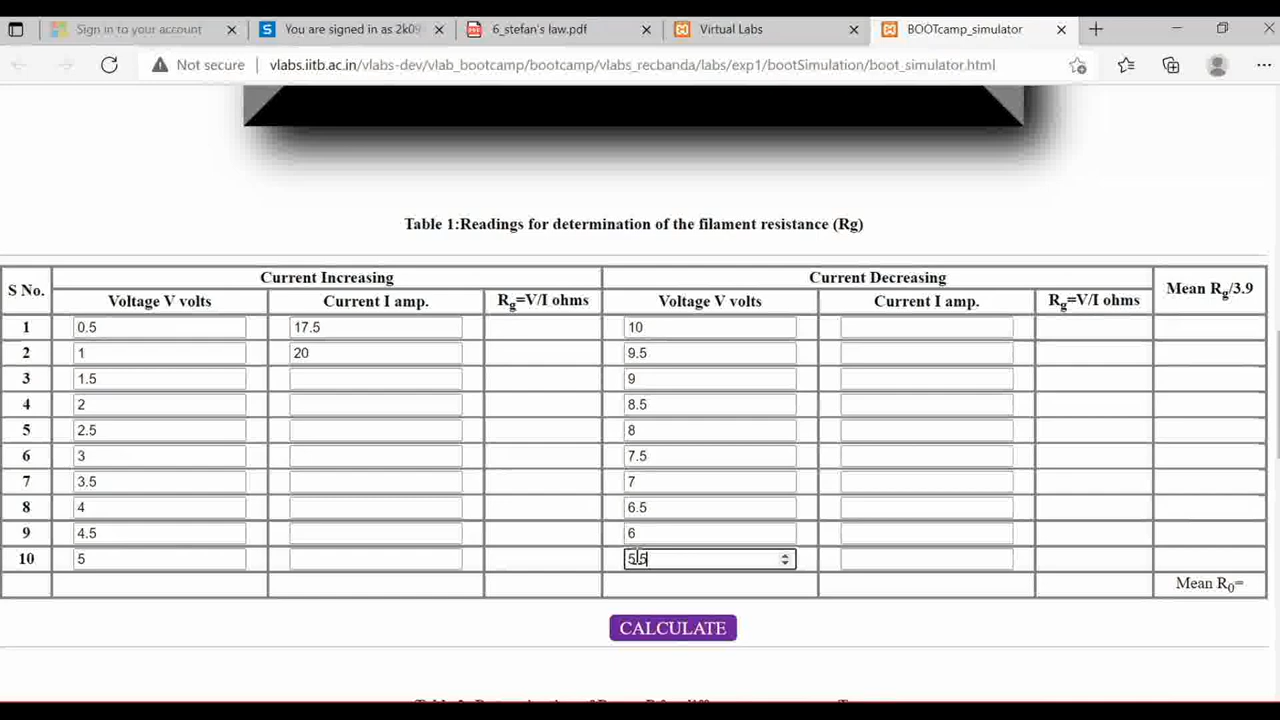 Sign in to your account
You are signed in as 2k09
6_stefan's law.pdf
Virtual Labs
BOOTcamp_simulator
Not secure
vlabs.iitb.ac.in/vlabs-dev/vlab_bootcamp/bootcamp/vlabs_recbanda/labs/exp1/bootSimulation/boot_simulator.html
Table 1:Readings for determination of the filament resistance (Rg)
S No. Current Increasing Current Decreasing Mean Rg/3.9
Voltage V volts Current I amp. Rg=V/I ohms Voltage V volts Current I amp. Rg=V/I ohms
1 0.5 17.5 10
2 1 20 9.5
3 1.5 9
4 2 8.5
5 2.5 8
6 3 7.5
7 3.5 7
8 4 6.5
9 4.5 6
10 5 5.5
Mean R0=
CALCULATE